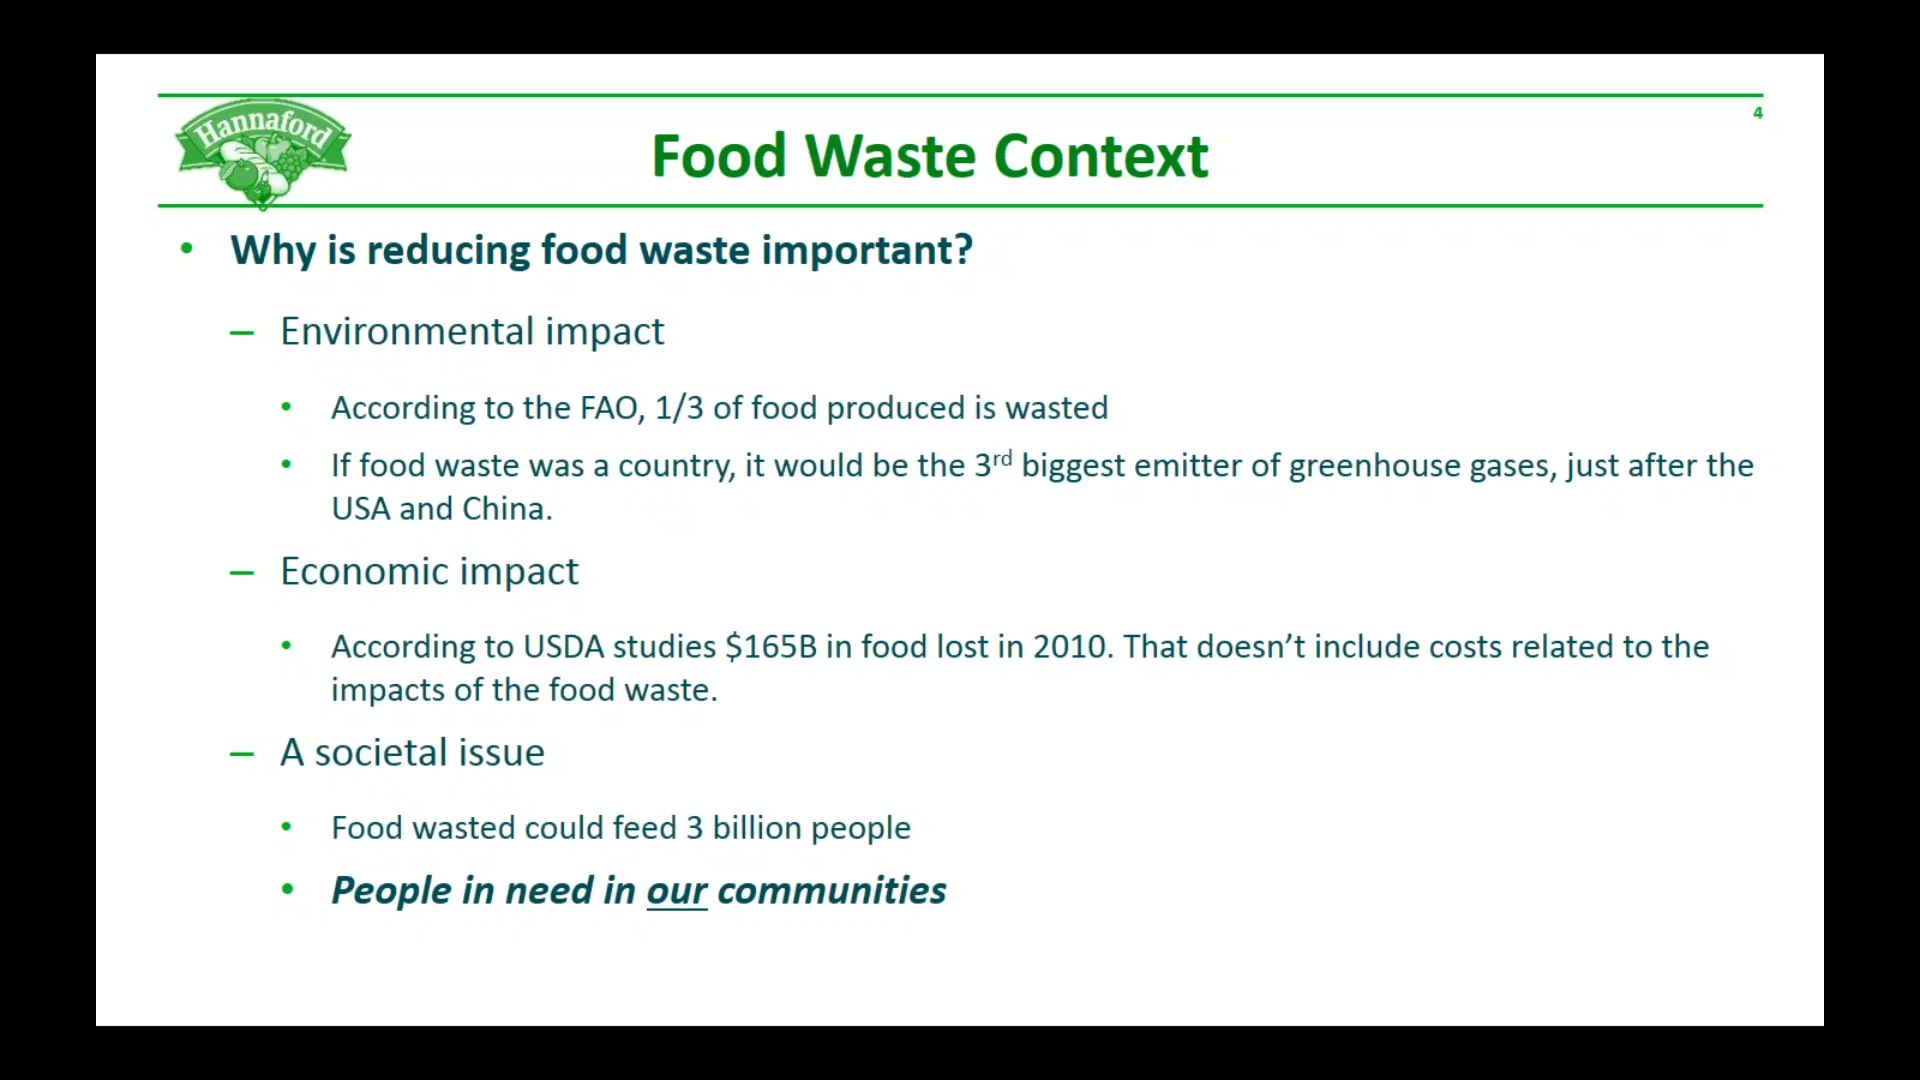 Hannaford
4
Food Waste Context
• Why is reducing food waste important?
– Environmental impact
• According to the FAO, 1/3 of food produced is wasted
• If food waste was a country, it would be the 3rd biggest emitter of greenhouse gases, just after the
USA and China.
– Economic impact
• According to USDA studies $165B in food lost in 2010. That doesn’t include costs related to the
impacts of the food waste.
– A societal issue
• Food wasted could feed 3 billion people
• People in need in our communities